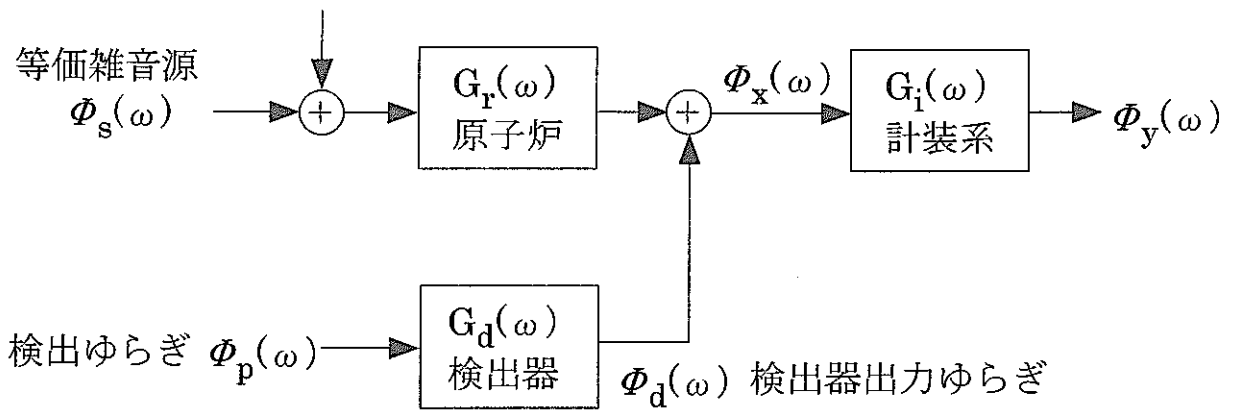 等価雑音源
Φs(ω)
+
Gr(ω)
原子炉
+
Φx(ω)
Gi(ω)
計装系
Φy(ω)
検出ゆらぎ Φp(ω)
Gd(ω)
検出器
Φd(ω) 検出器出力ゆらぎ